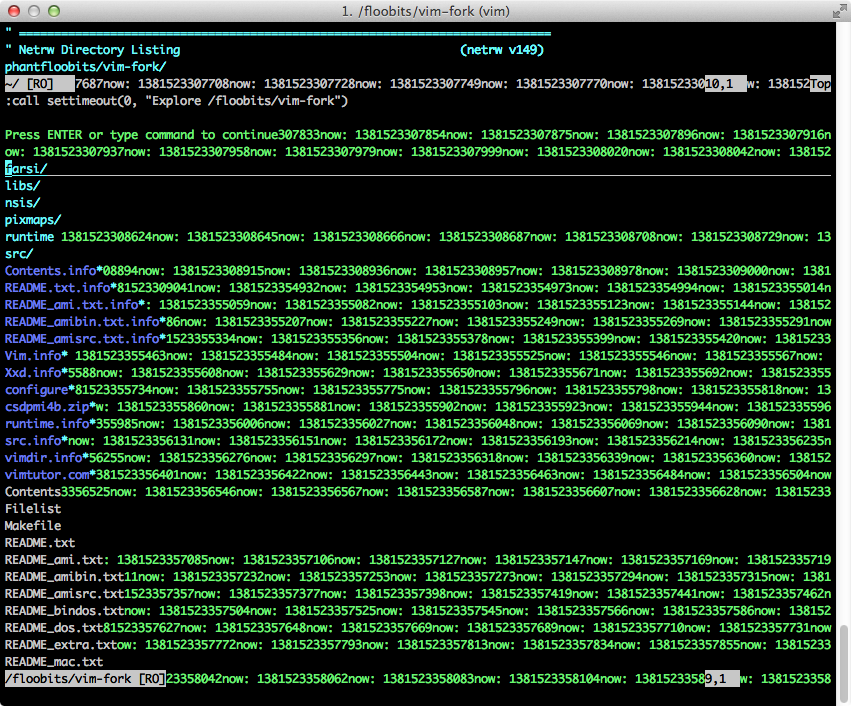 1. /floobits/vim-fork (vim)
" ============================================================================
" Netrw Directory Listing                                        (netrw v149)
phantfloobits/vim-fork/
~/ [RO]   7687now: 1381523307708now: 1381523307728now: 1381523307749now: 1381523307770now: 13815233010,1  w: 138152Top
:call settimeout(0, "Explore /floobits/vim-fork")
Press ENTER or type command to continue307833now: 1381523307854now: 1381523307875now: 1381523307896now: 1381523307916n
ow: 1381523307937now: 1381523307958now: 1381523307979now: 1381523307999now: 1381523308020now: 1381523308042now: 138152
farsi/
libs/
nsis/
pixmaps/
runtime 1381523308624now: 1381523308645now: 1381523308666now: 1381523308687now: 1381523308708now: 1381523308729now: 13
src/
Contents.info*08894now: 1381523308915now: 1381523308936now: 1381523308957now: 1381523308978now: 1381523309000now: 1381
README.txt.info*81523309041now: 1381523354932now: 1381523354953now: 1381523354973now: 1381523354994now: 1381523355014n
README_ami.txt.info*: 1381523355059now: 1381523355082now: 1381523355103now: 1381523355123now: 1381523355144now: 138152
README_amibin.txt.info*86now: 1381523355207now: 1381523355227now: 1381523355249now: 1381523355269now: 1381523355291now
README_amisrc.txt.info*1523355334now: 1381523355356now: 1381523355378now: 1381523355399now: 1381523355420now: 13815233
Vim.info* 1381523355463now: 1381523355484now: 1381523355504now: 1381523355525now: 1381523355546now: 1381523355567now:
Xxd.info*5588now: 1381523355608now: 1381523355629now: 1381523355650now: 1381523355671now: 1381523355692now: 1381523355
configure*81523355734now: 1381523355755now: 1381523355775now: 1381523355796now: 1381523355798now: 1381523355818now: 13
csdpmi4b.zip*w: 1381523355860now: 1381523355881now: 1381523355902now: 1381523355923now: 1381523355944now: 138152335596
runtime.info*355985now: 1381523356006now: 1381523356027now: 1381523356048now: 1381523356069now: 1381523356090now: 1381
src.info*now: 1381523356131now: 1381523356151now: 1381523356172now: 1381523356193now: 1381523356214now: 1381523356235n
vimdir.info*56255now: 1381523356276now: 1381523356297now: 1381523356318now: 1381523356339now: 1381523356360now: 138152
vimtutor.com*381523356401now: 1381523356422now: 1381523356443now: 1381523356463now: 1381523356484now: 1381523356504now
Contents3356525now: 1381523356546now: 1381523356567now: 1381523356587now: 1381523356607now: 1381523356628now: 13815233
Filelist
Makefile
README.txt
README_ami.txt: 1381523357085now: 1381523357106now: 1381523357127now: 1381523357147now: 1381523357169now: 138152335719
README_amibin.txt11now: 1381523357232now: 1381523357253now: 1381523357273now: 1381523357294now: 1381523357315now: 1381
README_amisrc.txt1523357357now: 1381523357377now: 1381523357398now: 1381523357419now: 1381523357441now: 1381523357462n
README_bindos.txtnow: 1381523357504now: 1381523357525now: 1381523357545now: 1381523357566now: 1381523357586now: 138152
README_dos.txt81523357627now: 1381523357648now: 1381523357669now: 1381523357689now: 1381523357710now: 1381523357731now
README_extra.txtow: 1381523357772now: 1381523357793now: 1381523357813now: 1381523357834now: 1381523357855now: 13815233
README_mac.txt
/floobits/vim-fork [RO]23358042now: 1381523358062now: 1381523358083now: 1381523358104now: 13815233589,1  w: 1381523358